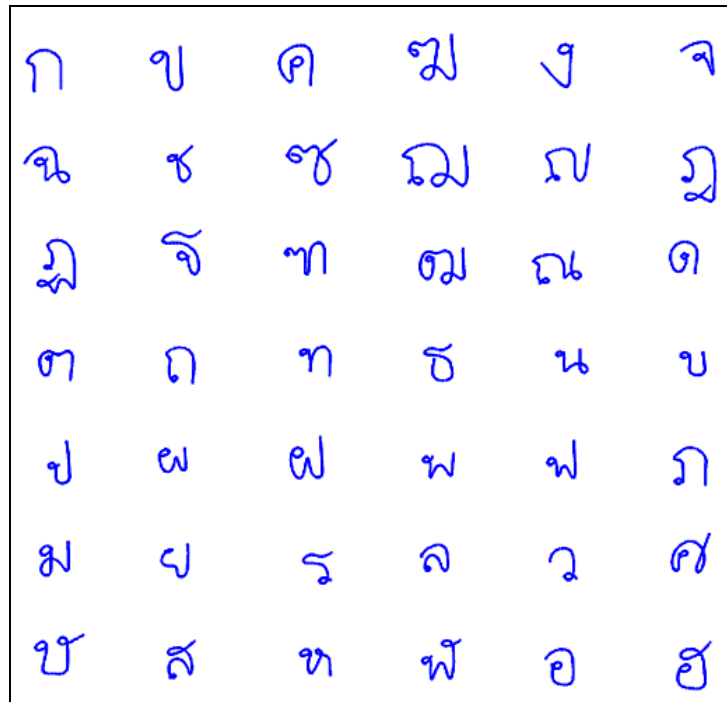 ก ข ค ฆ ง จ
ฉ ช ซ ฌ ญ ฎ
ฏ ฐ ฑ ฒ ณ ด
ต ถ ท ธ น บ
ป ผ ฝ พ ฟ ภ
ม ย ร ล ว ศ
ษ ส ห ฬ อ ฮ